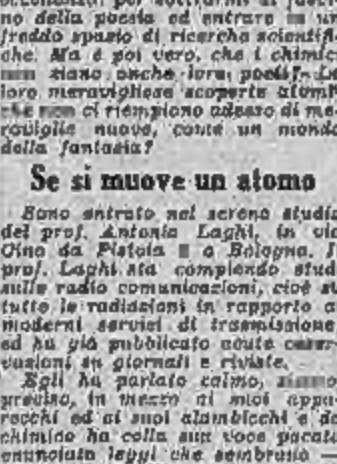 no della poesia ed entrare in un
freddo spazio di ricerche scientifi
che. Ma è poi vero, che i chimic
non siano anche loro poeti? Le
loro meravigliose scoperte atomi
che non ci riempiono adesso di me
raviglie nuove, come un mondo
della fantasia?
Se si muove un atomo
Sono entrato nel sereno studio
del prof. Antonio Laghi, in via
Cino da Pistoia a Bologna. I
prof. Laghi sta compiendo stud
sulle radio comunicazioni, cioè su
tutte le radiazioni in rapporto a
moderni servizi di trasmissione
ed ha già pubblicato acute osser
vazioni su giornali e riviste.
Egli ha parlato calmo,
preciso, in mezzo ai suoi appa
recchi ed ai suoi alambicchi e da
chimico ha colla sua voce pacata
enunciato leggi che sembrano —